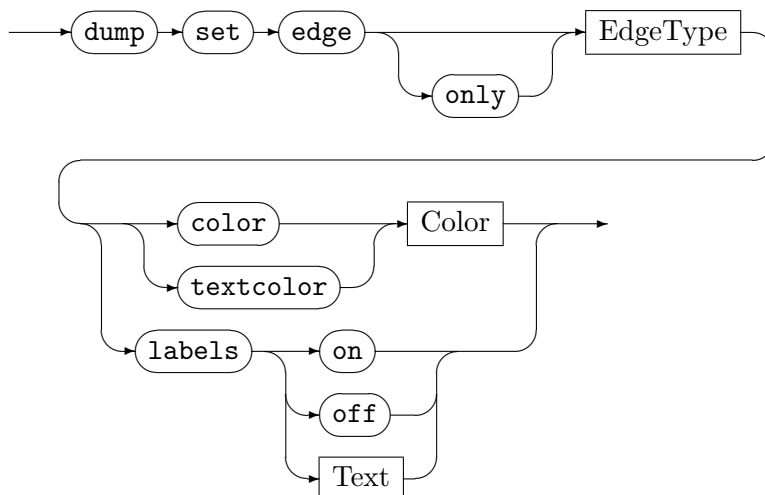 dump set edge EdgeType
only
color Color
textcolor
labels on
off
Text